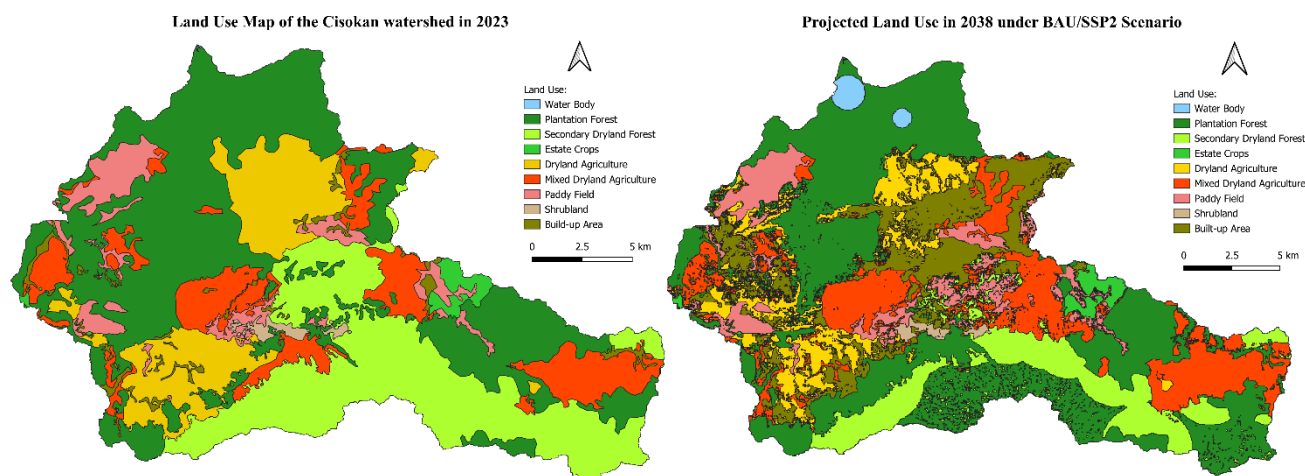 Land Use Map of the Cisokan watershed in 2023
Land Use:
Water Body
Plantation Forest
Secondary Dryland Forest
Estate Crops
Dryland Agriculture
Mixed Dryland Agriculture
Paddy Field
Shrubland
Build-up Area
0 2.5 5 km
Projected Land Use in 2038 under BAU/SSP2 Scenario
Land Use:
Water Body
Plantation Forest
Secondary Dryland Forest
Estate Crops
Dryland Agriculture
Mixed Dryland Agriculture
Paddy Field
Shrubland
Built-up Area
0 2.5 5 km